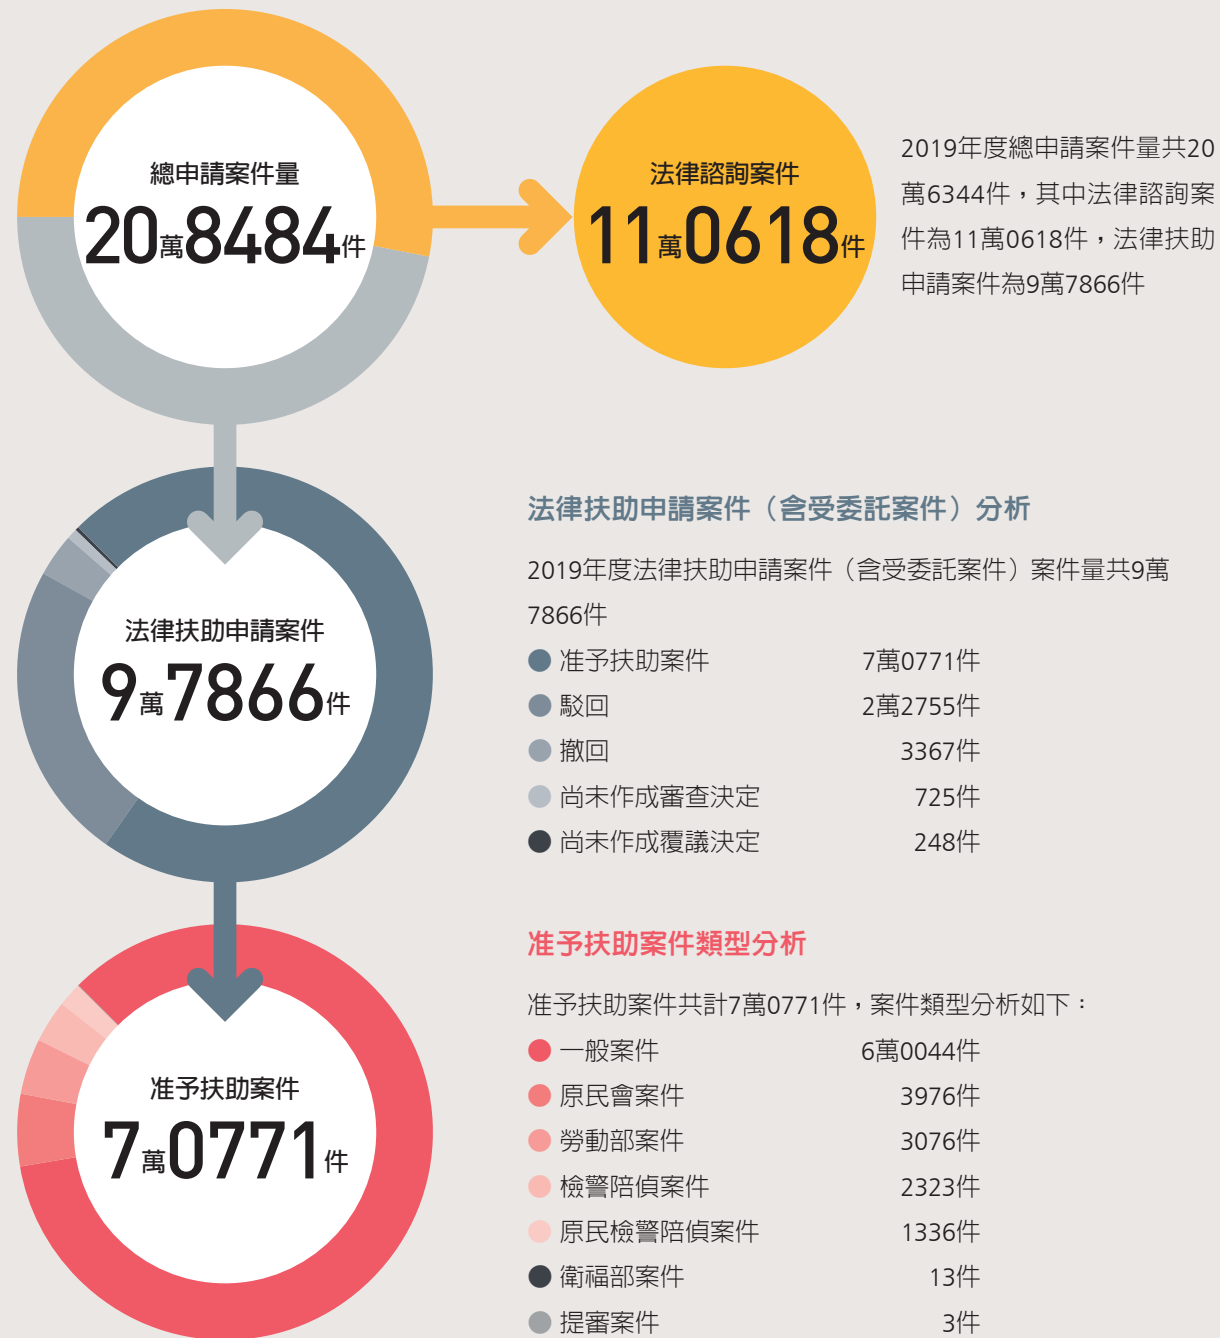 總申請案件量
20萬8484件
法律諮詢案件
11萬0618件
2019年度總申請案件量共20
萬6344件，其中法律諮詢案
件為11萬0618件，法律扶助
申請案件為9萬7866件
法律扶助申請案件
9萬7866件
法律扶助申請案件（含受委託案件）分析
2019年度法律扶助申請案件（含受委託案件）案件量共9萬
7866件
准予扶助案件 7萬0771件
駁回 2萬2755件
撤回 3367件
尚未作成審查決定 725件
尚未作成覆議決定 248件
准予扶助案件
7萬0771件
准予扶助案件類型分析
准予扶助案件共計7萬0771件，案件類型分析如下：
一般案件 6萬0044件
原民會案件 3976件
勞動部案件 3076件
檢警陪偵案件 2323件
原民檢警陪偵案件 1336件
衛福部案件 13件
提審案件 3件